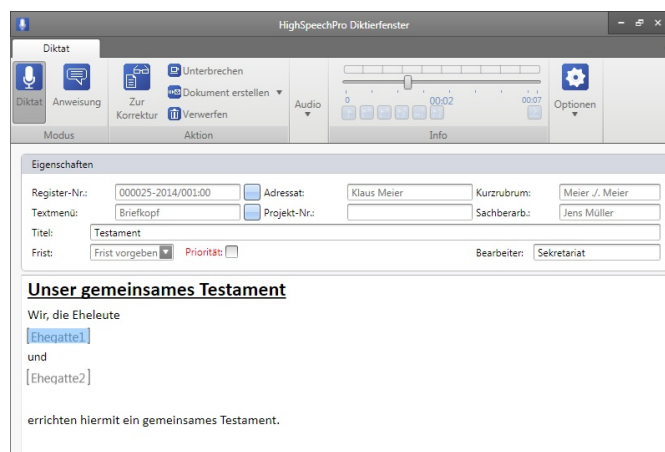 HighSpeechPro Diktierfenster
Diktat
Diktat
Anweisung
Zur Korrektur
Unterbrechen
Dokument erstellen
Verwerfen
Audio
0
00:02
00:07
Optionen
Modus
Aktion
Info
Eigenschaften
Register-Nr.: 000025-2014/001:00 Adressat: Klaus Meier Kurzrubrum: Meier ./. Meier
Textmenü: Briefkopf Projekt-Nr.: Sachberarb.: Jens Müller
Titel: Testament
Frist: Frist vorgeben Priorität: Bearbeiter: Sekretariat
Unser gemeinsames Testament
Wir, die Eheleute
[Ehegatte1]
und
[Ehegatte2]
errichten hiermit ein gemeinsames Testament.